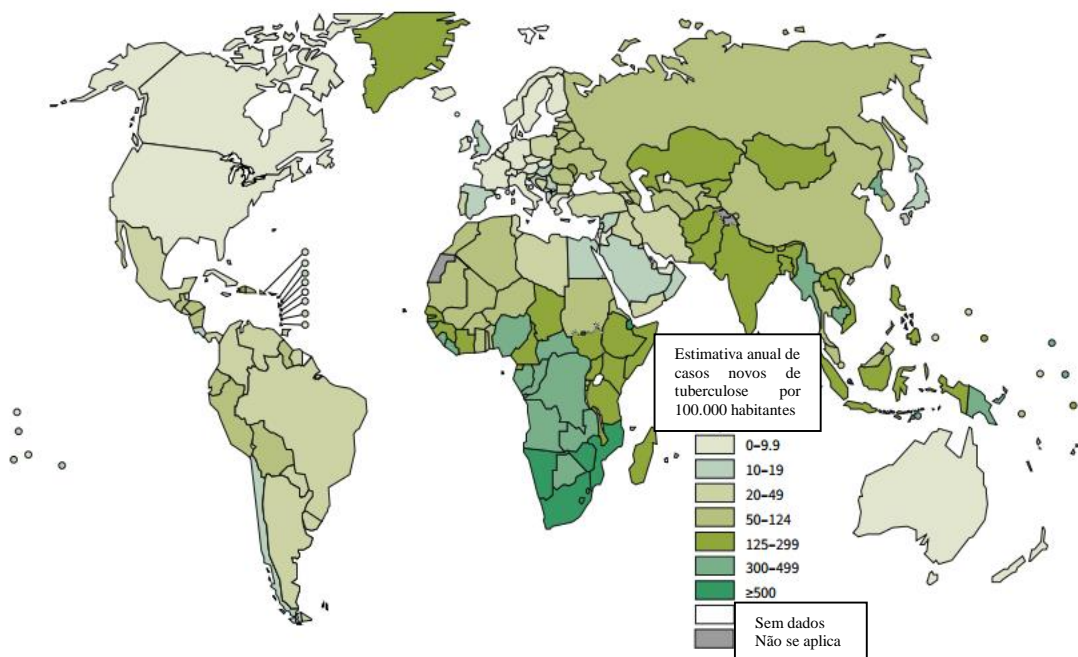 Estimativa anual de
casos novos de
tuberculose por
100.000 habitantes
0–9.9
10–19
20–49
50–124
125–299
300–499
≥500
Sem dados
Não se aplica